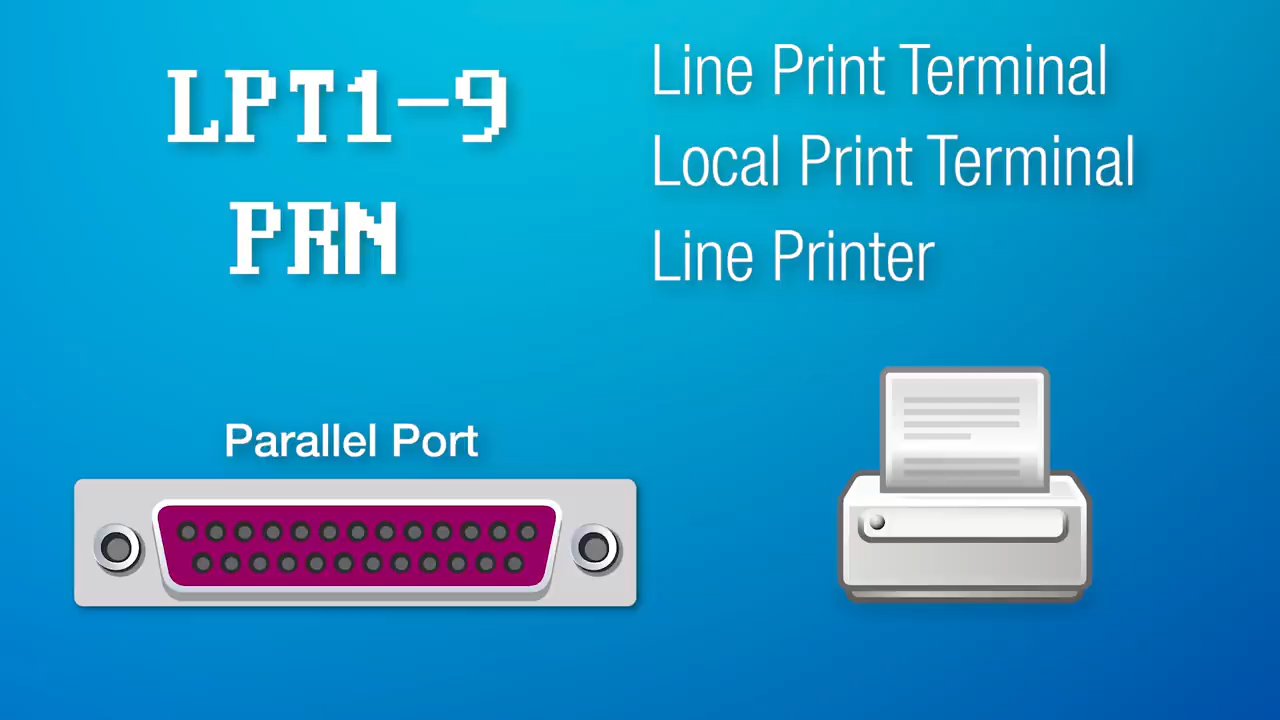 LPT1-9
PRN
Line Print Terminal
Local Print Terminal
Line Printer
Parallel Port